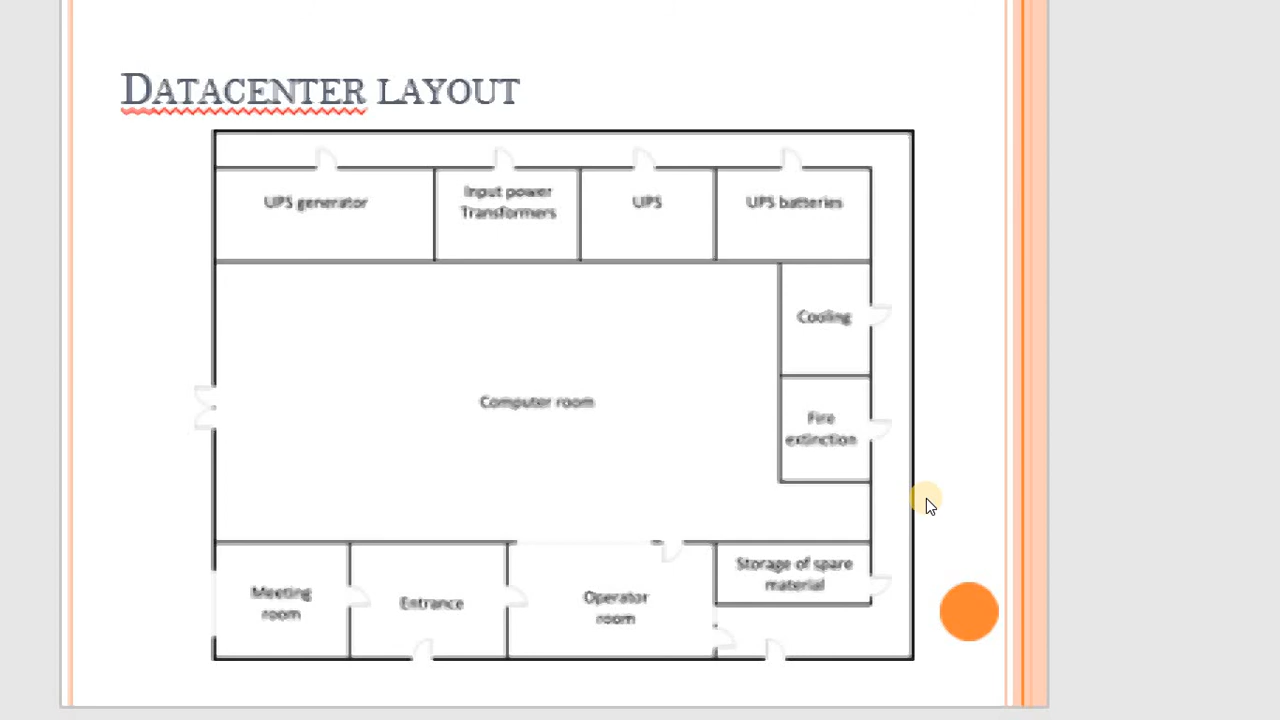 DATACENTER LAYOUT
UPS generator
Input power
Transformers
UPS
UPS batteries
Cooling
Computer room
Fire
extinction
Meeting
room
Entrance
Operator
room
Storage of spare
material